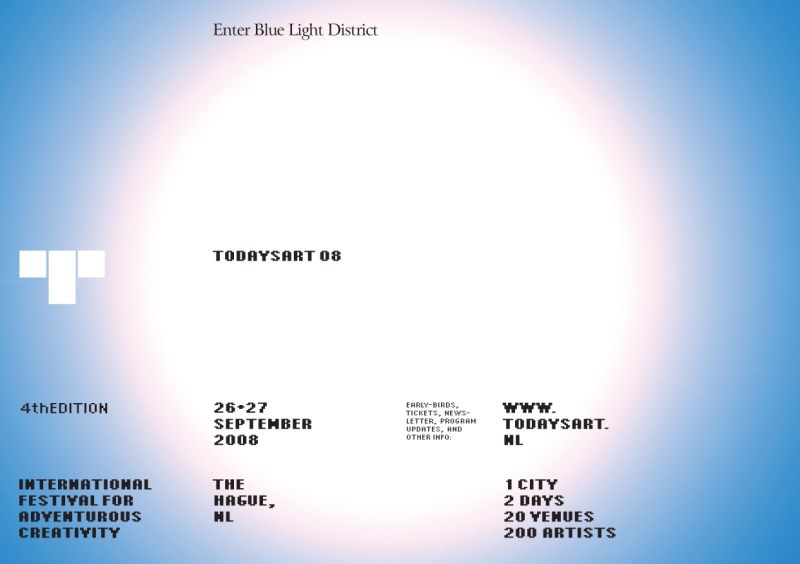 Enter Blue Light District
TODAYSART 08
4thEDITION
26+27
SEPTEMBER
2008
EARLY-BIRDS,
TICKETS, NEWS-
LETTER, PROGRAM
UPDATES, AND
OTHER INFO:
WWW.
TODAYSART.
NL
INTERNATIONAL
FESTIVAL FOR
ADVENTUROUS
CREATIVITY
THE
HAGUE,
NL
1 CITY
2 DAYS
20 VENUES
200 ARTISTS